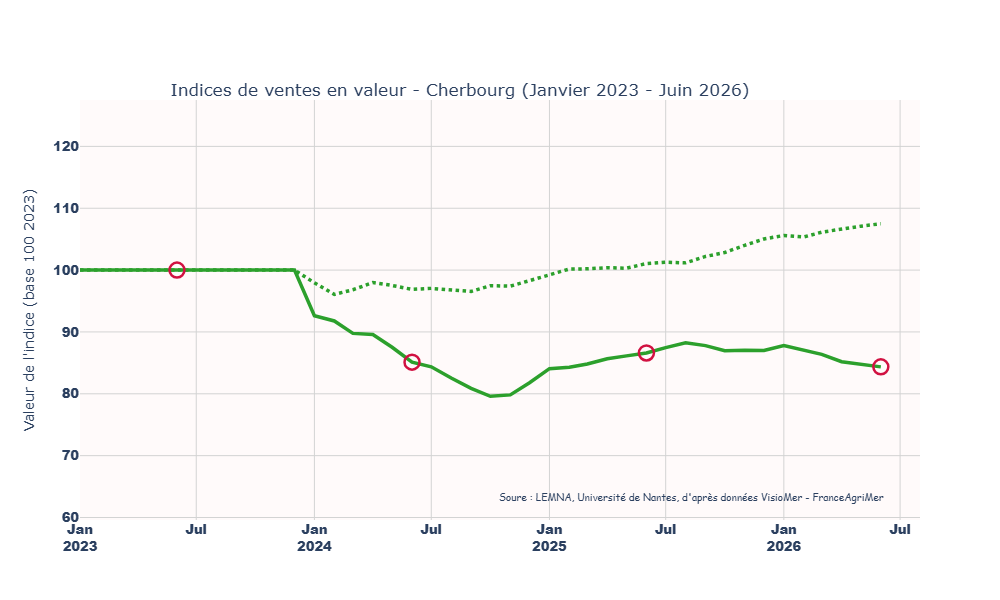 Indices de ventes en valeur - Cherbourg (Janvier 2023 - Juin 2026)
Valeur de l'indice (base 100 2023)
120
110
100
90
80
70
60
Soure : LEMNA, Université de Nantes, d'après données VisioMer - FranceAgriMer
Jan Jul Jan Jul Jan Jul Jan Jul
2023 2024 2025 2026